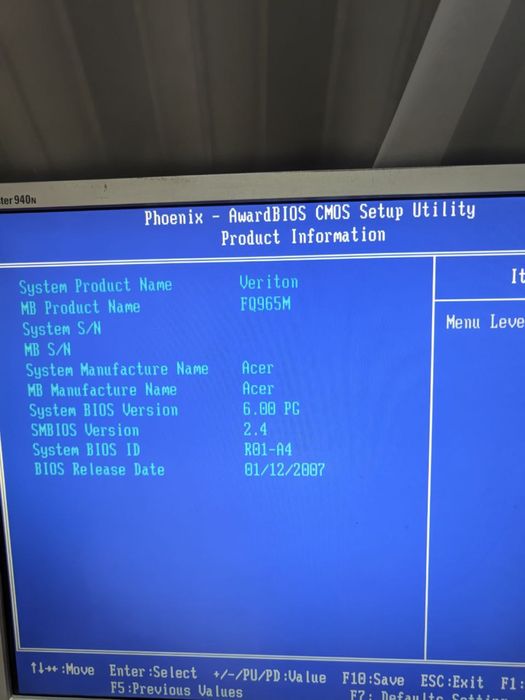 940N
Phoenix - AwardBIOS CMOS Setup Utility
Product Information
System Product Name Veriton
MB Product Name FQ965M
System S/N
MB S/N
System Manufacture Name Acer
MB Manufacture Name Acer
System BIOS Version 6.00 PG
SMBIOS Version 2.4
System BIOS ID R01-A4
BIOS Release Date 01/12/2007
Menu
↑↓→←:Move Enter:Select +/-/PU/PD:Value F10:Save ESC:Exit F1:
F5:Previous Values F7: